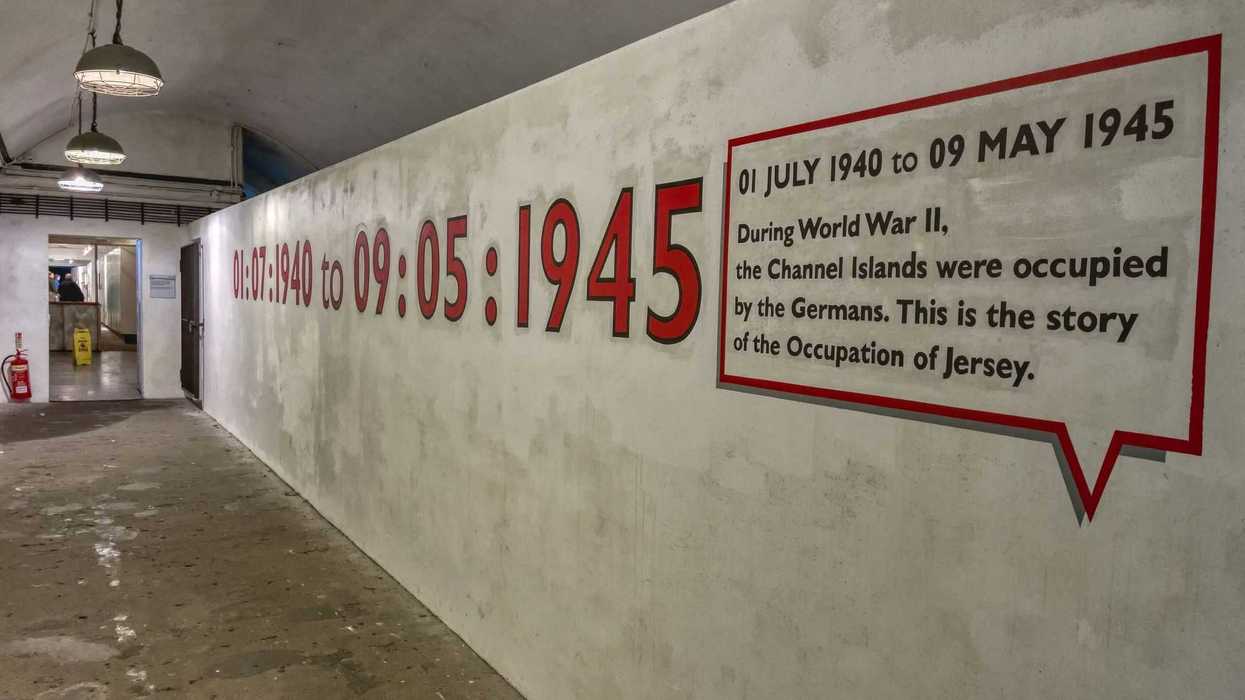 01:07:1940 to 09:05:1945
01 JULY 1940 to 09 MAY 1945
During World War II,
the Channel Islands were occupied
by the Germans. This is the story
of the Occupation of Jersey.